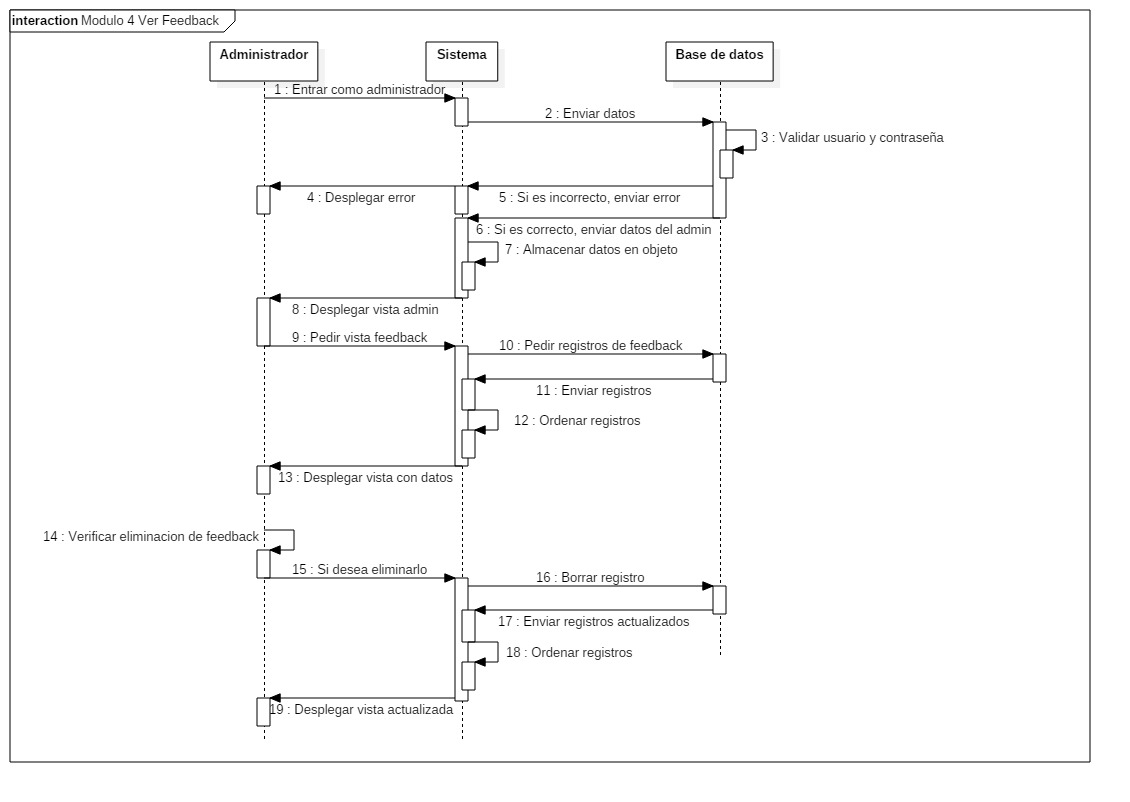 interaction Modulo 4 Ver Feedback
Administrador
Sistema
Base de datos
1 : Entrar como administrador
2 : Enviar datos
3 : Validar usuario y contraseña
4 : Desplegar error
5 : Si es incorrecto, enviar error
6 : Si es correcto, enviar datos del admin
7 : Almacenar datos en objeto
8 : Desplegar vista admin
9 : Pedir vista feedback
10 : Pedir registros de feedback
11 : Enviar registros
12 : Ordenar registros
13 : Desplegar vista con datos
14 : Verificar eliminacion de feedback
15 : Si desea eliminarlo
16 : Borrar registro
17 : Enviar registros actualizados
18 : Ordenar registros
19 : Desplegar vista actualizada